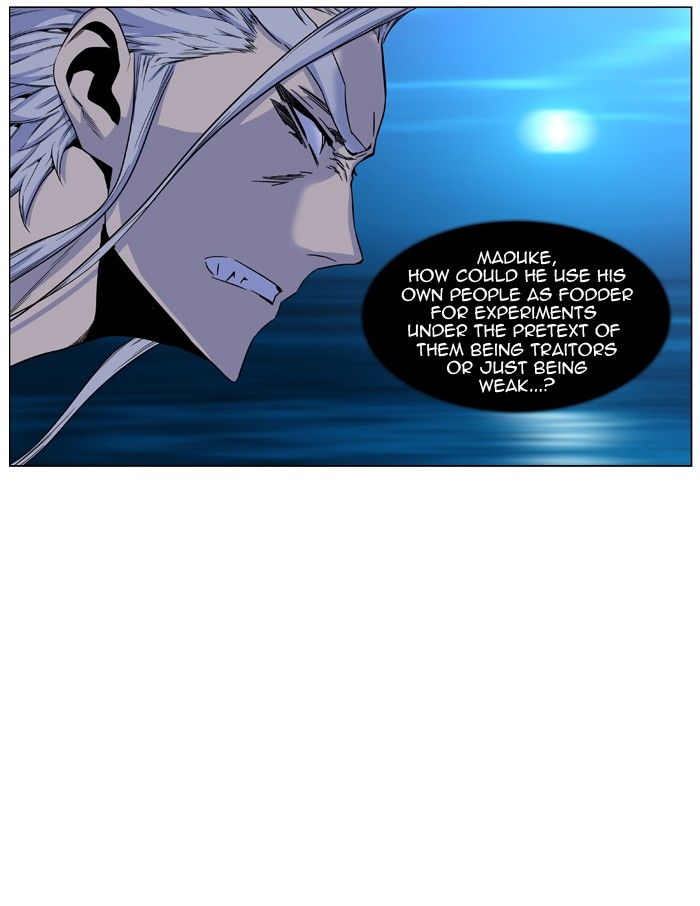 MADUKE,
HOW COULD HE USE HIS
OWN PEOPLE AS FODDER
FOR EXPERIMENTS
UNDER THE PRETEXT OF
THEM BEING TRAITORS
OR JUST BEING
WEAK...?